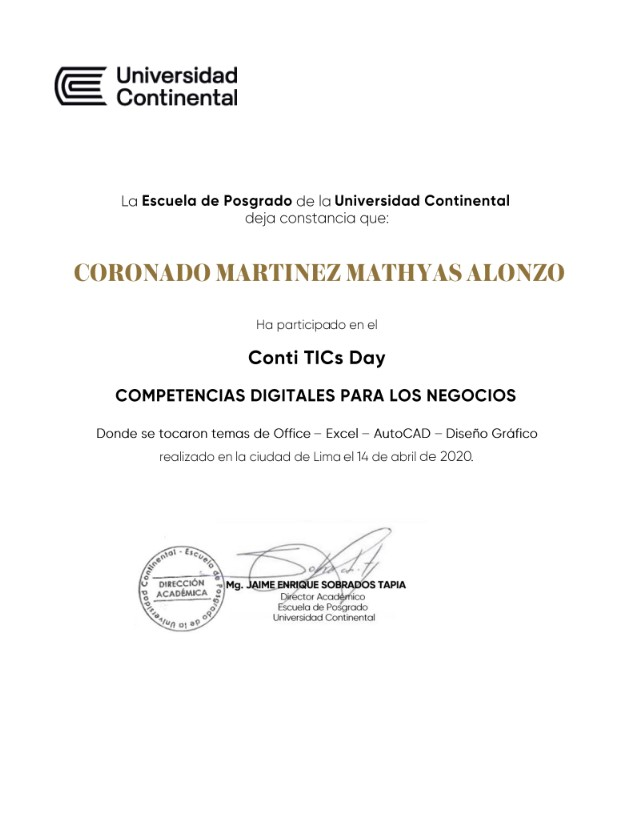 Universidad
Continental
La Escuela de Posgrado de la Universidad Continental
deja constancia que:
CORONADO MARTINEZ MATHYAS ALONZO
Ha participado en el
Conti TICs Day
COMPETENCIAS DIGITALES PARA LOS NEGOCIOS
Donde se tocaron temas de Office – Excel – AutoCAD – Diseño Gráfico
realizado en la ciudad de Lima el 14 de abril de 2020.
Escuela de Posgrado de la Universidad Continental -
DIRECCIÓN
ACADÉMICA
Mg. JAIME ENRIQUE SOBRADOS TAPIA
Director Académico
Escuela de Posgrado
Universidad Continental